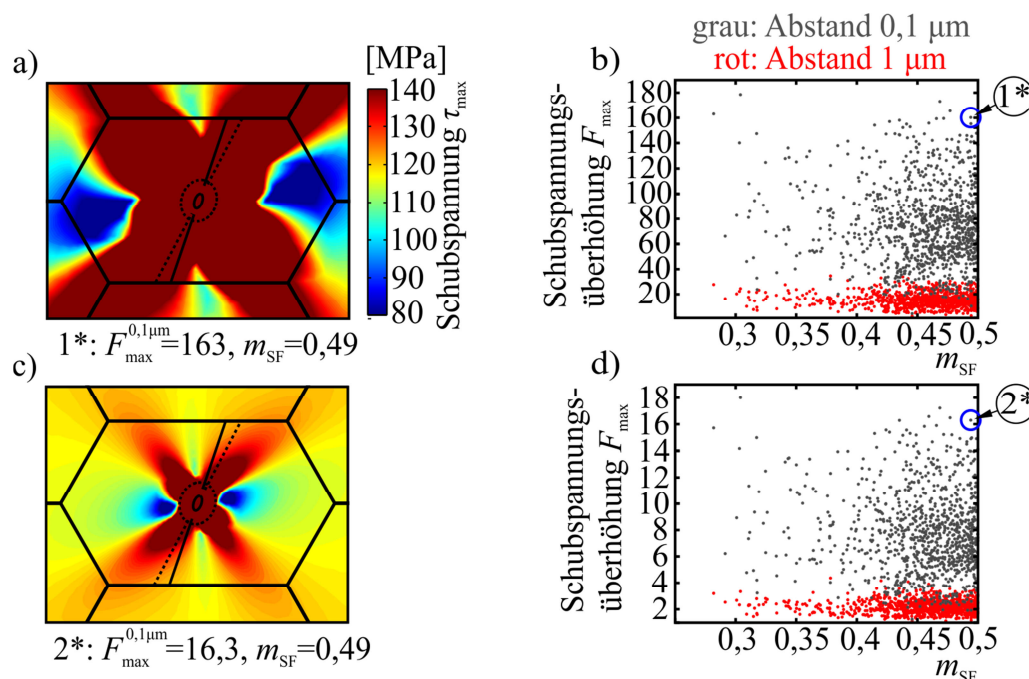 grau: Abstand 0,1 µm
rot: Abstand 1 µm
a)
[MPa]
140
130
120
110
100
90
80
Schubspannung τmax
1*: F 0,1µm max =163, mSF=0,49
b)
Schubspannungs-
überhöhung Fmax
180
160
140
120
100
80
60
40
20
0,3
0,35
0,4
0,45
0,5
mSF
1*
c)
2*: F 0,1µm max =16,3, mSF=0,49
d)
Schubspannungs-
überhöhung Fmax
18
16
14
12
10
8
6
4
2
0,3
0,35
0,4
0,45
0,5
mSF
2*